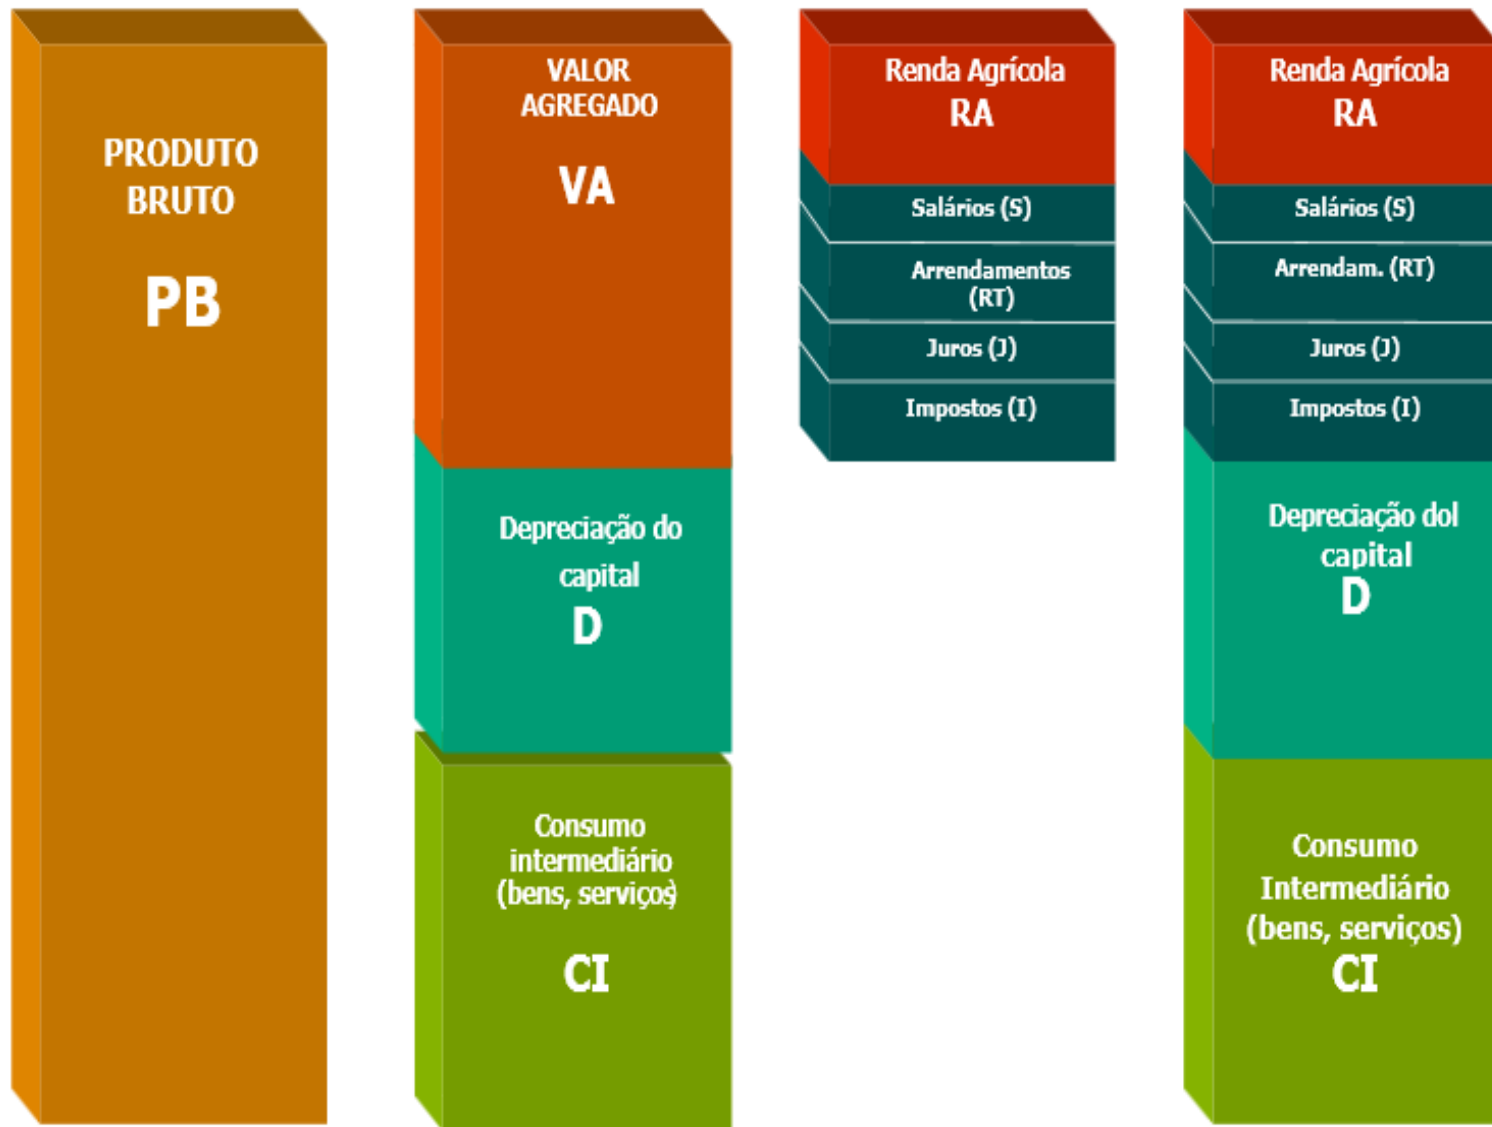 PRODUTO
BRUTO
PB
VALOR
AGREGADO
VA
Depreciação do
capital
D
Consumo
intermediário
(bens, serviços)
CI
Renda Agrícola
RA
Salários (S)
Arrendamentos
(RT)
Juros (J)
Impostos (I)
Renda Agrícola
RA
Salários (S)
Arrendam. (RT)
Juros (J)
Impostos (I)
Depreciação dol
capital
D
Consumo
Intermediário
(bens, serviços)
CI